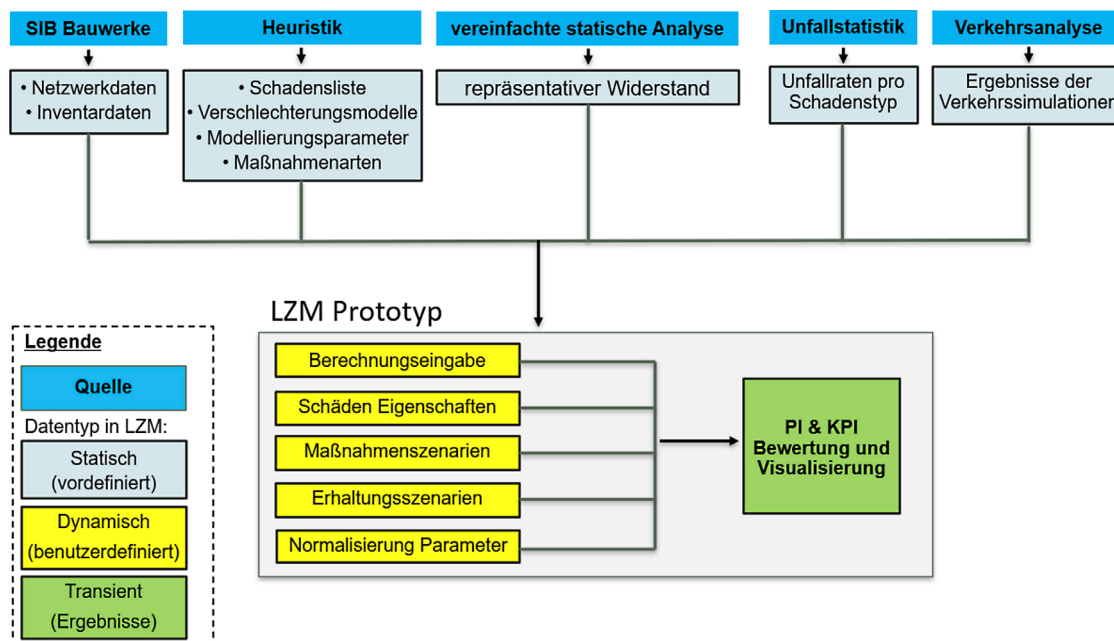 SIB Bauwerke
• Netzwerkdaten
• Inventardaten
Heuristik
• Schadensliste
• Verschlechterungsmodelle
• Modellierungsparameter
• Maßnahmenarten
vereinfachte statische Analyse
repräsentativer Widerstand
Unfallstatistik
Unfallraten pro
Schadenstyp
Verkehrsanalyse
Ergebnisse der
Verkehrssimulationen
LZM Prototyp
Berechnungseingabe
Schäden Eigenschaften
Maßnahmenszenarien
Erhaltungsszenarien
Normalisierung Parameter
PI & KPI
Bewertung und
Visualisierung
Legende
Quelle
Datentyp in LZM:
Statisch
(vordefiniert)
Dynamisch
(benutzerdefiniert)
Transient
(Ergebnisse)